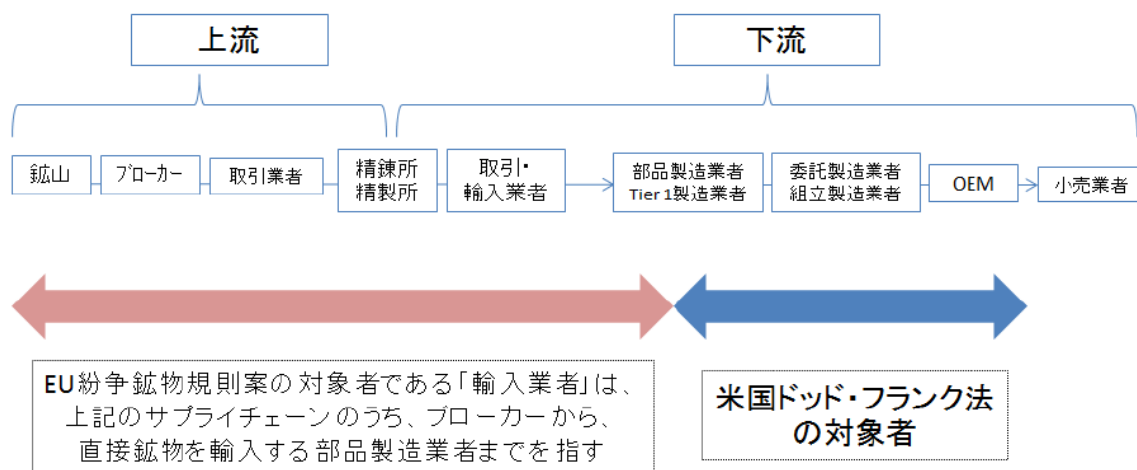 上流
下流
鉱山
ブローカー
取引業者
精錬所
精製所
取引・
輸入業者
部品製造業者
Tier 1製造業者
委託製造業者
組立製造業者
OEM
小売業者
EU紛争鉱物規則案の対象者である「輸入業者」は、
上記のサプライチェーンのうち、ブローカーから、
直接鉱物を輸入する部品製造業者までを指す
米国ドッド・フランク法
の対象者